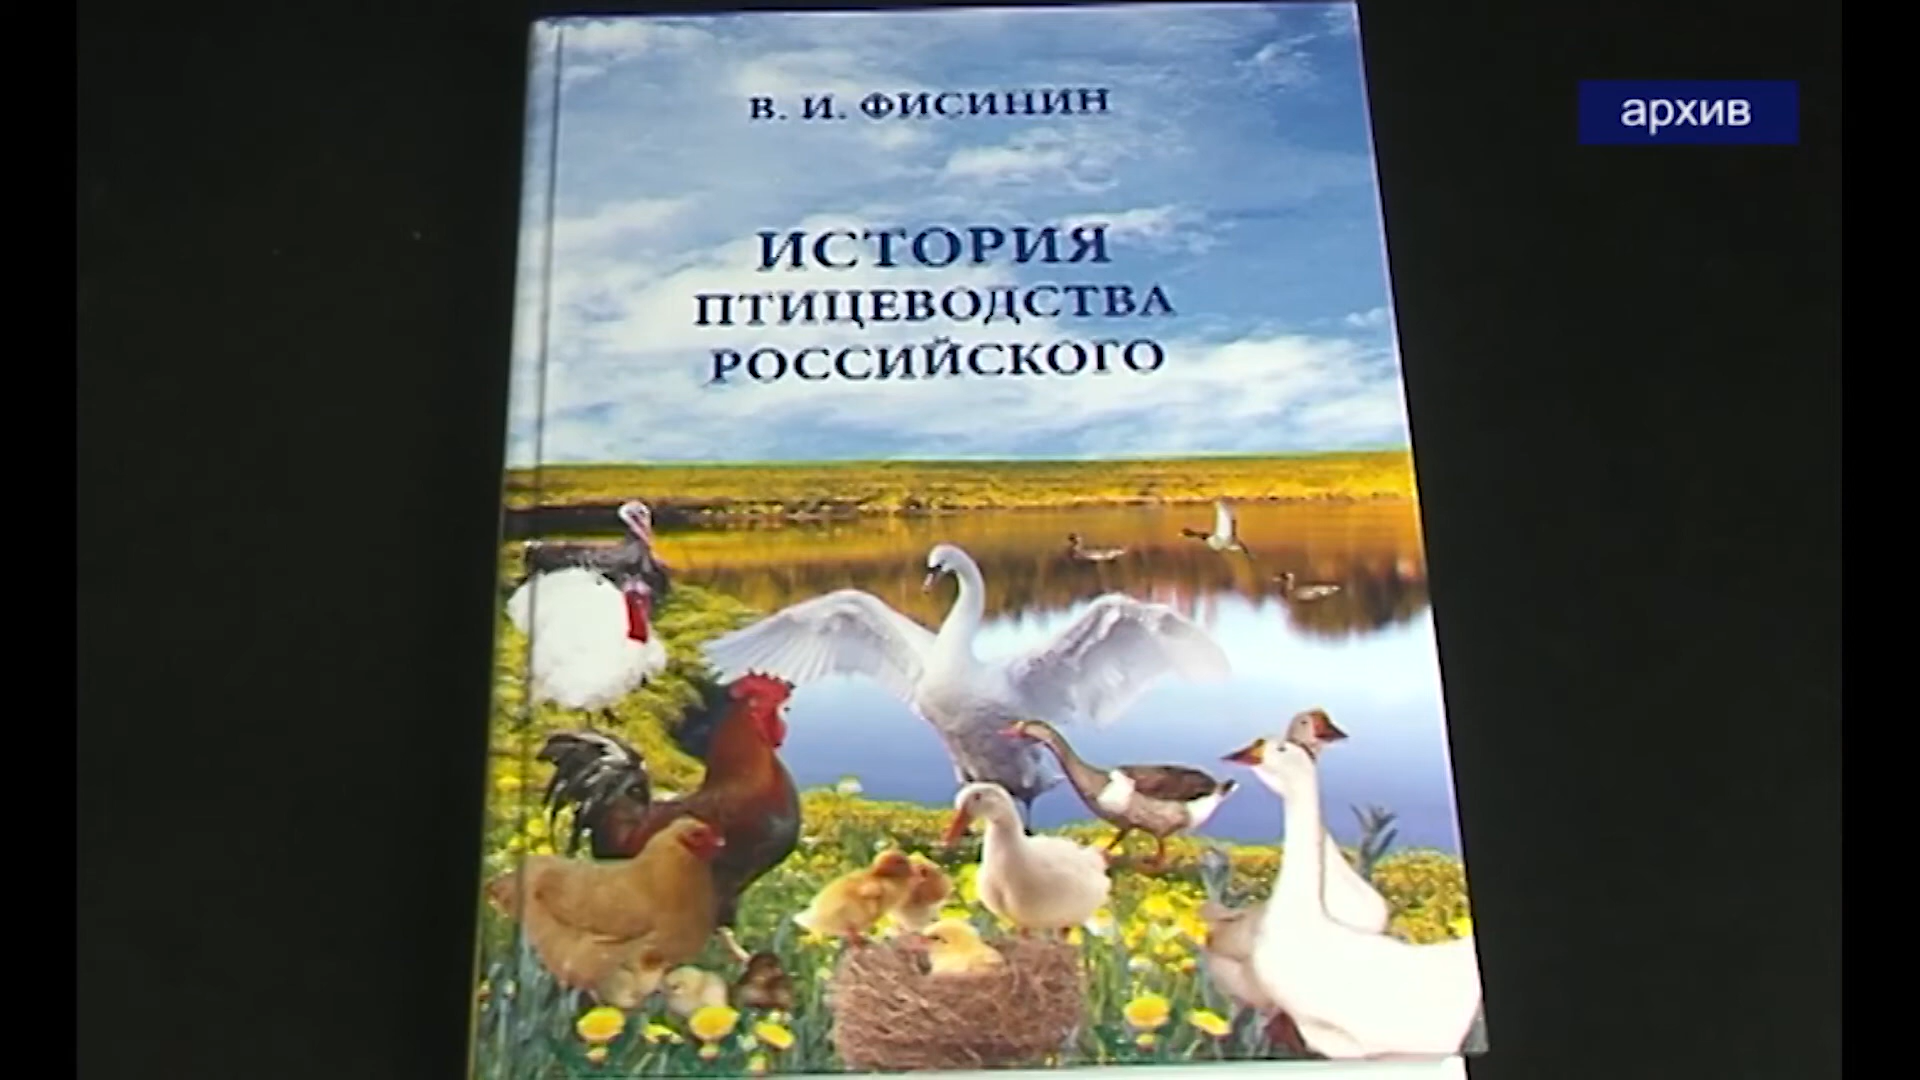 В. И. ФИСИНИН
архив
ИСТОРИЯ
ПТИЦЕВОДСТВА
РОССИЙСКОГО